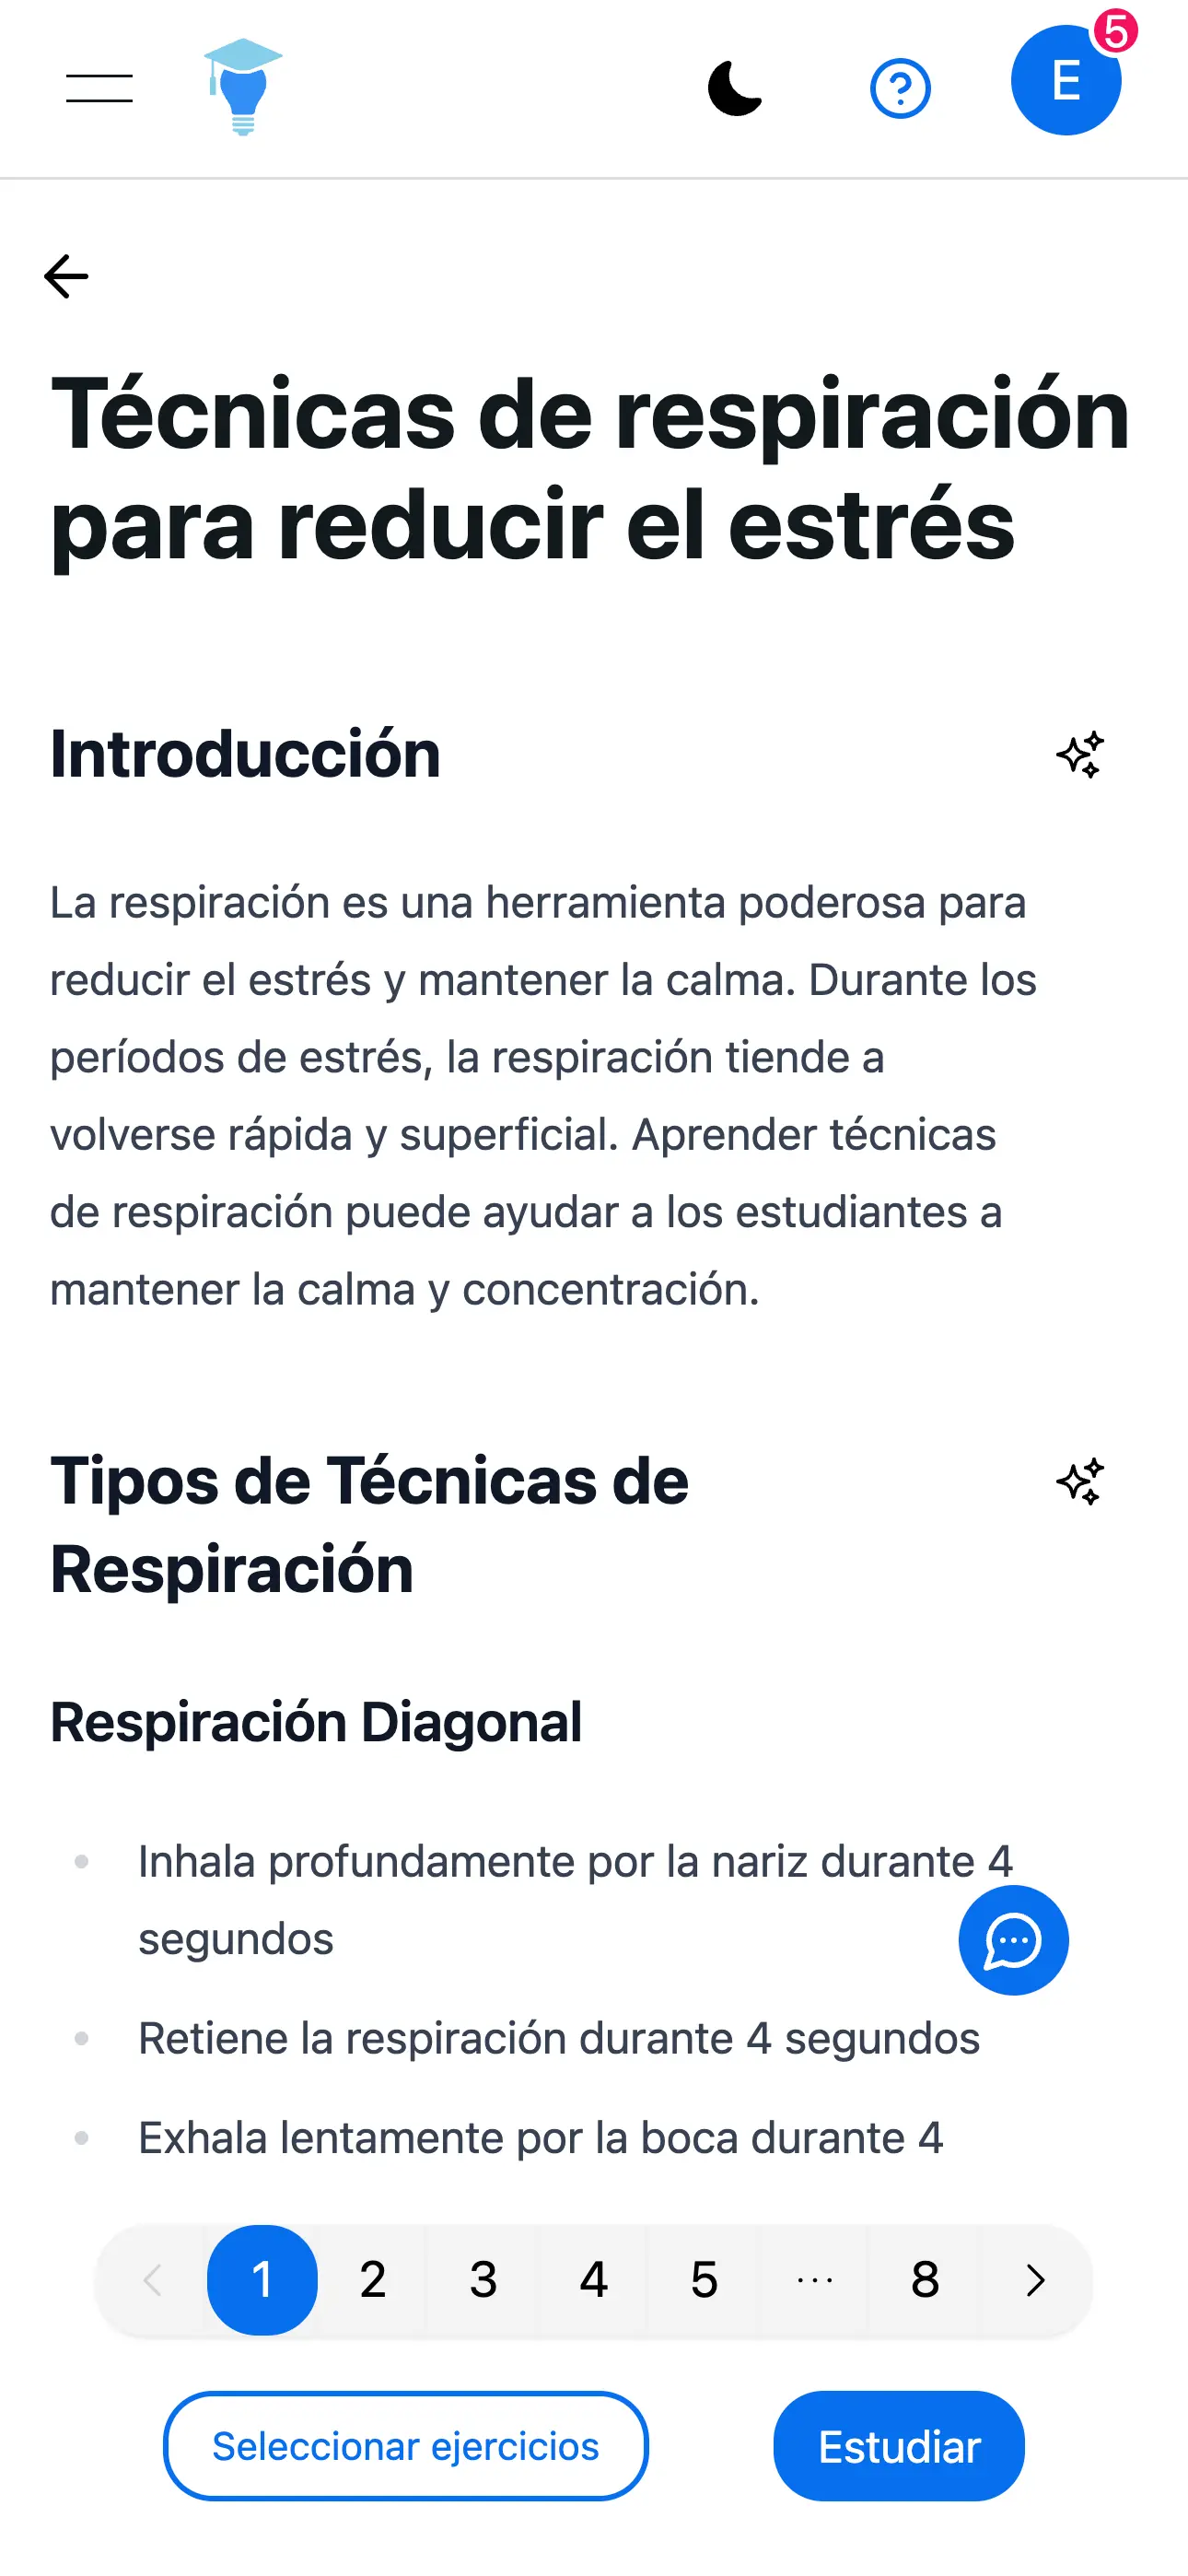 5
E
Técnicas de respiración
para reducir el estrés
Introducción
La respiración es una herramienta poderosa para
reducir el estrés y mantener la calma. Durante los
períodos de estrés, la respiración tiende a
volverse rápida y superficial. Aprender técnicas
de respiración puede ayudar a los estudiantes a
mantener la calma y concentración.
Tipos de Técnicas de
Respiración
Respiración Diagonal
Inhala profundamente por la nariz durante 4
segundos
Retiene la respiración durante 4 segundos
Exhala lentamente por la boca durante 4
1 2 3 4 5 ... 8
Seleccionar ejercicios Estudiar